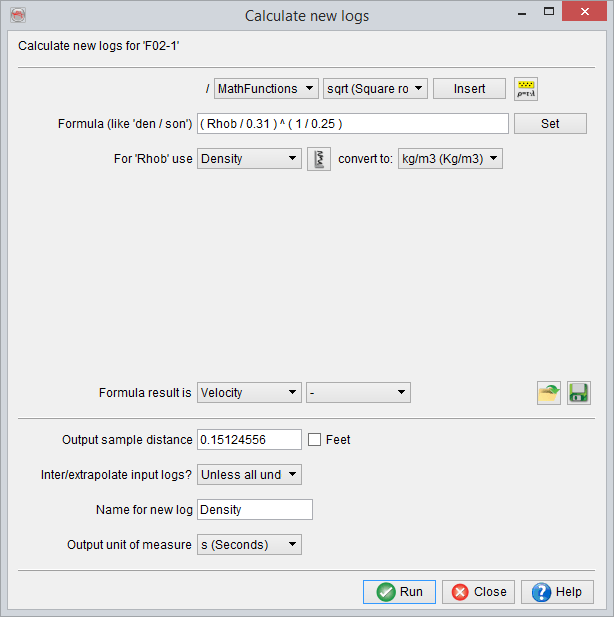 Calculate new logs
Calculate new logs for 'F02-1'
/ MathFunctions sqrt (Square ro Insert
Formula (like 'den / son') ( Rhob / 0.31 ) ^ ( 1 / 0.25 ) Set
For 'Rhob' use Density convert to: kg/m3 (Kg/m3)
Formula result is Velocity -
Output sample distance 0.15124556 Feet
Inter/extrapolate input logs? Unless all und
Name for new log Density
Output unit of measure s (Seconds)
Run Close Help